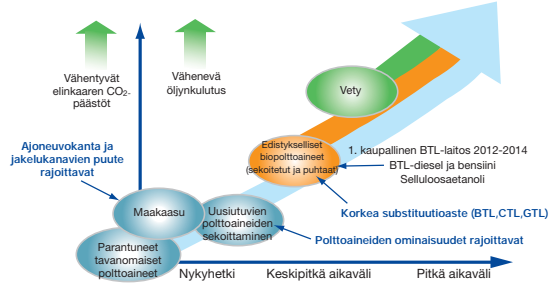 Vähentyvät
elinkaaren CO2-
päästöt
Vähenevä
öljynkulutus
Vety
Ajoneuvokanta ja
jakelukanavien puute
rajoittavat
Edistykselliset
biopolttoaineet
(sekoitetut ja puhtaat)
1. kaupallinen BTL-laitos 2012-2014
BTL-diesel ja bensiini
Selluloosaetanoli
Korkea substituutioaste (BTL,CTL,GTL)
Maakaasu
Uusiutuvien
polttoaineiden
sekoittaminen
Polttoaineiden ominaisuudet rajoittavat
Parantuneet
tavanomaiset
polttoaineet
Nykyhetki
Keskipitkä aikaväli
Pitkä aikaväli